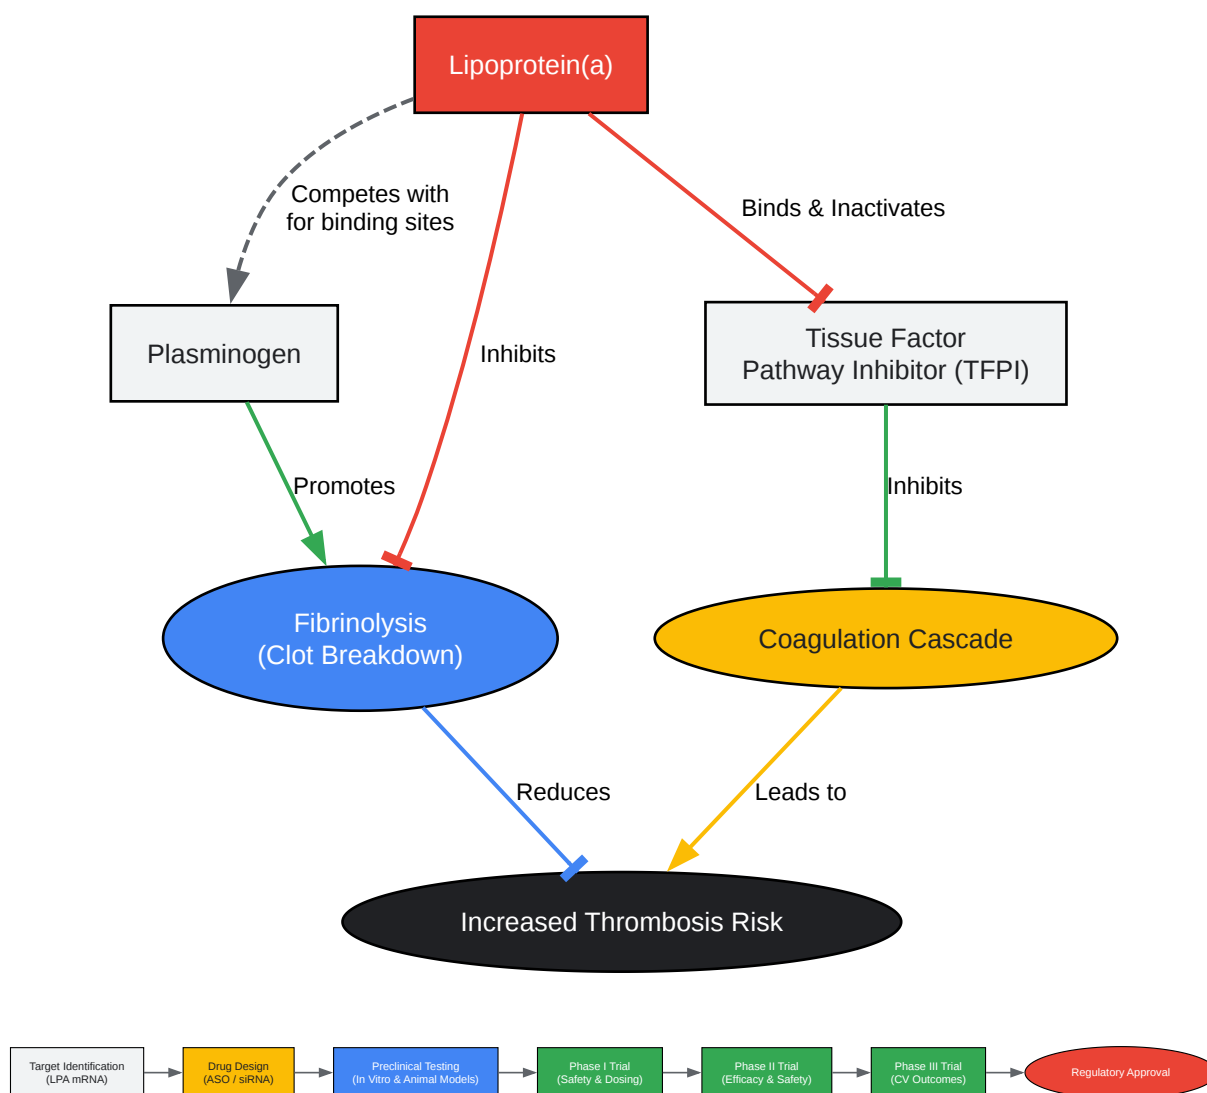 Lipoprotein(a)
Competes with
for binding sites
Binds & Inactivates
Plasminogen
Inhibits
Tissue Factor
Pathway Inhibitor (TFPI)
Promotes
Inhibits
Fibrinolysis
(Clot Breakdown)
Coagulation Cascade
Reduces
Leads to
Increased Thrombosis Risk
Target Identification
(LPA mRNA)
Drug Design
(ASO / siRNA)
Preclinical Testing
(In Vitro & Animal Models)
Phase I Trial
(Safety & Dosing)
Phase II Trial
(Efficacy & Safety)
Phase III Trial
(CV Outcomes)
Regulatory Approval